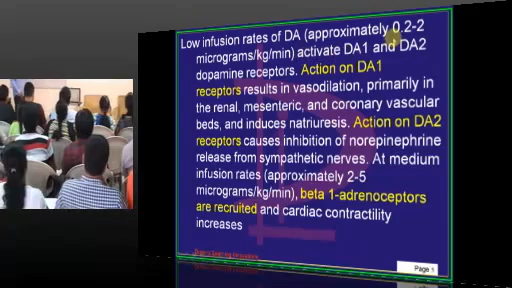 Low infusion rates of DA (approximately 0.2-2
micrograms/kg/min) activate DA1 and DA2
dopamine receptors. Action on DA1
receptors results in vasodilation, primarily in
the renal, mesenteric, and coronary vascular
beds, and induces natriuresis. Action on DA2
receptors causes inhibition of norepinephrine
release from sympathetic nerves. At medium
infusion rates (approximately 2-5
micrograms/kg/min), beta 1-adrenoceptors
are recruited and cardiac contractility
increases
Page 1